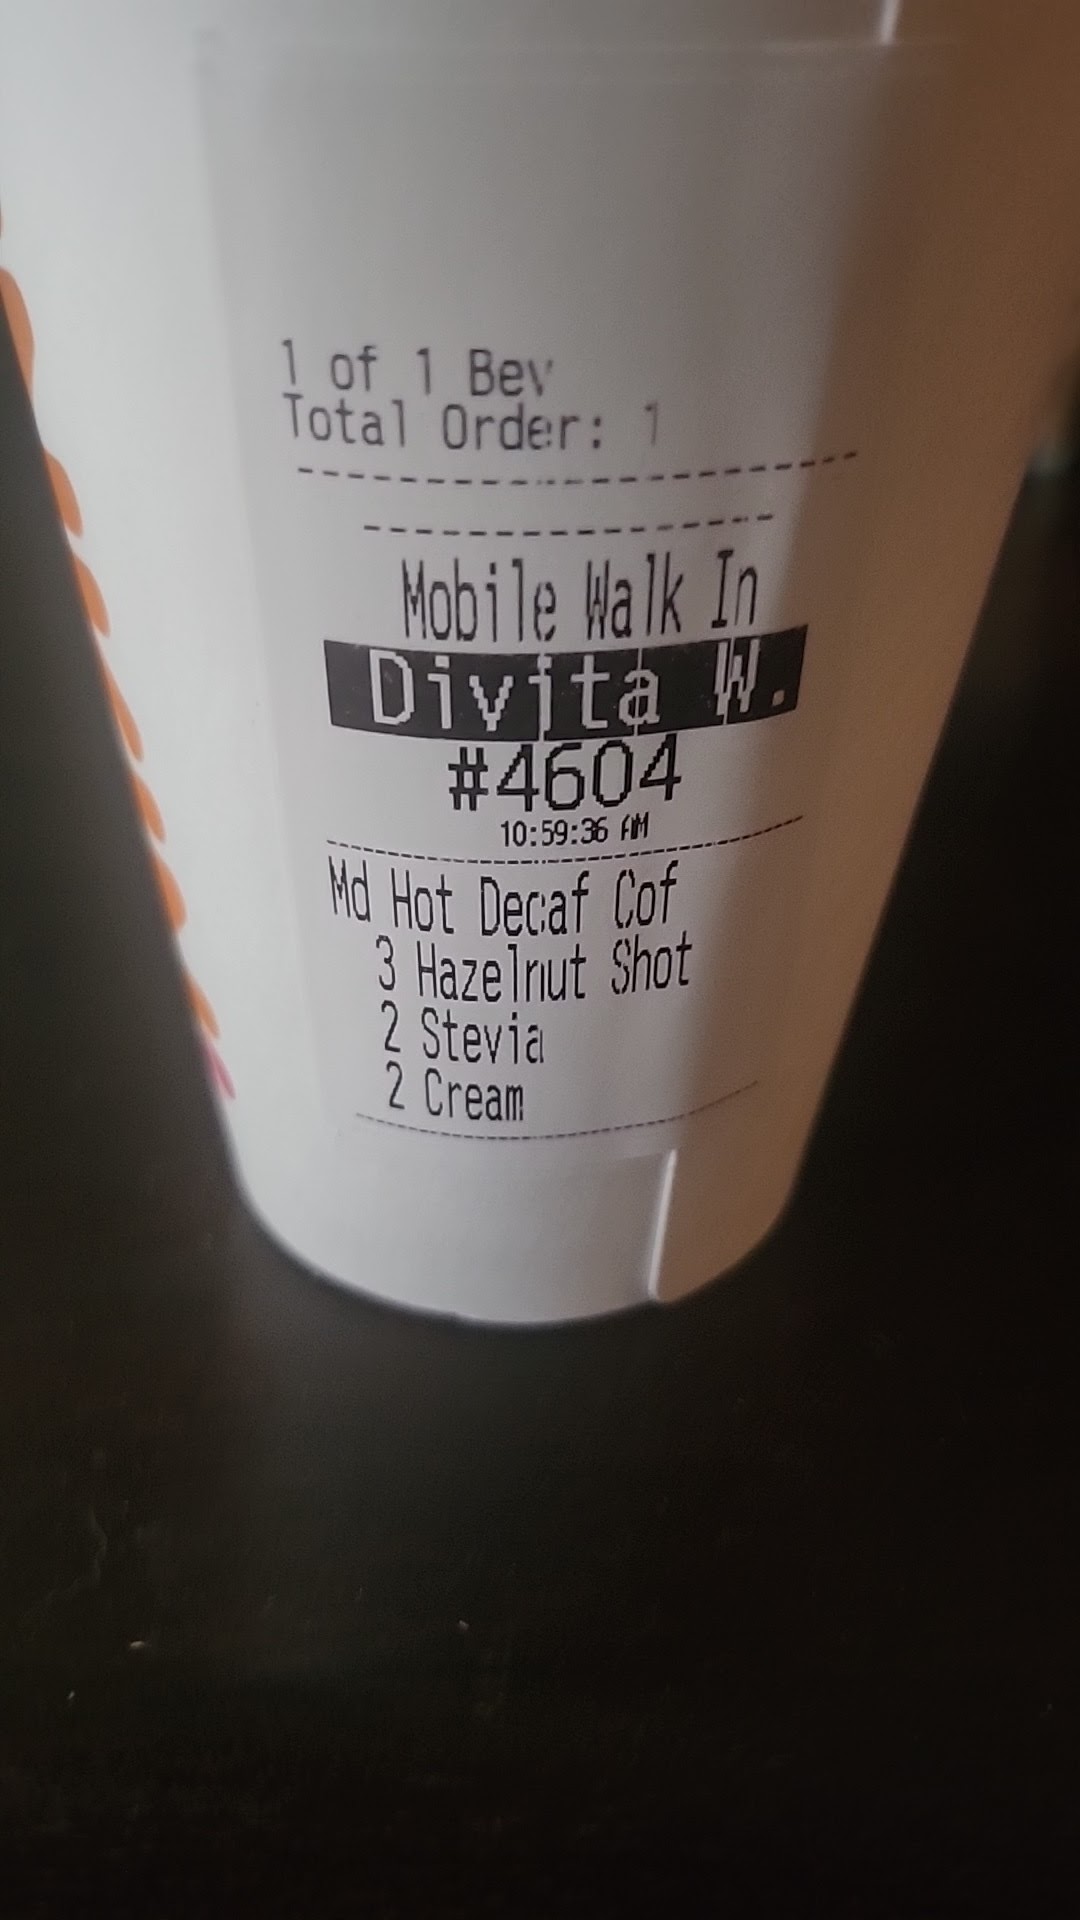 1 of 1 Bev
Total Order: 1
Mobile Walk In
Divita W.
#4604
10:59:36 AM
Md Hot Decaf Cof
3 Hazelnut Shot
2 Stevia
2 Cream